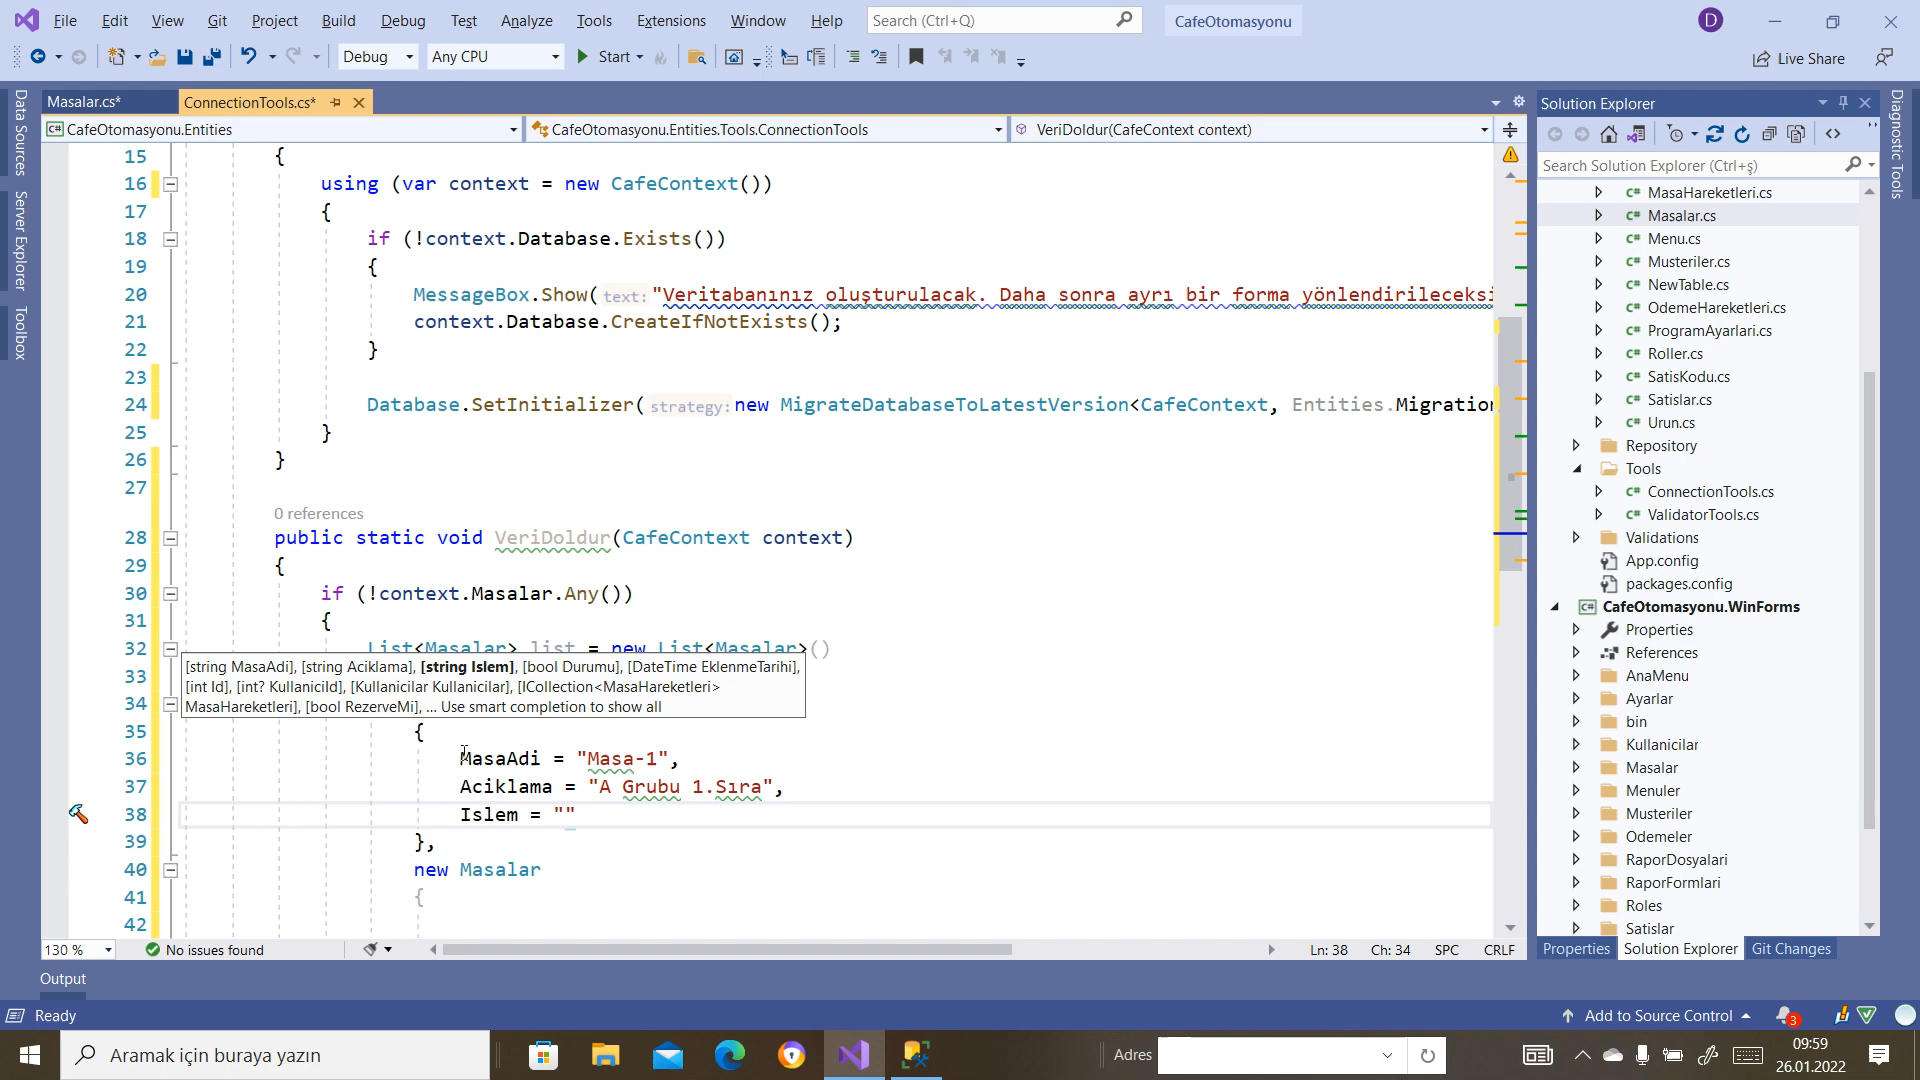 File Edit View Git Project Build Debug Test Analyze Tools Extensions Window Help Search (Ctrl+Q) CafeOtomasyonu D
Debug Any CPU Start Live Share
Masalar.cs* ConnectionTools.cs*
CafeOtomasyonu.Entities CafeOtomasyonu.Entities.Tools.ConnectionTools VeriDoldur(CafeContext context)
Data Sources
Server Explorer
Toolbox
15 {
16 using (var context = new CafeContext())
17 {
18 if (!context.Database.Exists())
19 {
20 MessageBox.Show(text: "Veritabanınız oluşturulacak. Daha sonra ayrı bir forma yönlendirileceksi
21 context.Database.CreateIfNotExists();
22 }
23
24 Database.SetInitializer(strategy: new MigrateDatabaseToLatestVersion<CafeContext, Entities.Migration
25 }
26 }
27
0 references
28 public static void VeriDoldur(CafeContext context)
29 {
30 if (!context.Masalar.Any())
31 {
32 List<Masalar> list = new List<Masalar>()
33
[string MasaAdi], [string Aciklama], [string Islem], [bool Durumu], [DateTime EklenmeTarihi],
[int Id], [int? KullaniciId], [Kullanicilar Kullanicilar], [ICollection<MasaHareketleri>
MasaHareketleri], [bool RezerveMi], ... Use smart completion to show all
34
35 {
36 MasaAdi = "Masa-1",
37 Aciklama = "A Grubu 1.Sıra",
38 Islem = ""
39 },
40 new Masalar
41 {
42
130 % No issues found Ln: 38 Ch: 34 SPC CRLF
Solution Explorer
Search Solution Explorer (Ctrl+ş)
C# MasaHareketleri.cs
C# Masalar.cs
C# Menu.cs
C# Musteriler.cs
C# NewTable.cs
C# OdemeHareketleri.cs
C# ProgramAyarlari.cs
C# Roller.cs
C# SatisKodu.cs
C# Satislar.cs
C# Urun.cs
Repository
Tools
C# ConnectionTools.cs
C# ValidatorTools.cs
Validations
App.config
packages.config
C# CafeOtomasyonu.WinForms
Properties
References
AnaMenu
Ayarlar
bin
Kullanicilar
Masalar
Menuler
Musteriler
Odemeler
RaporDosyalari
RaporFormlari
Roles
Satislar
Properties Solution Explorer Git Changes
Diagnostic Tools
Output
Ready Add to Source Control 3
Aramak için buraya yazın Adres 09:59
26.01.2022